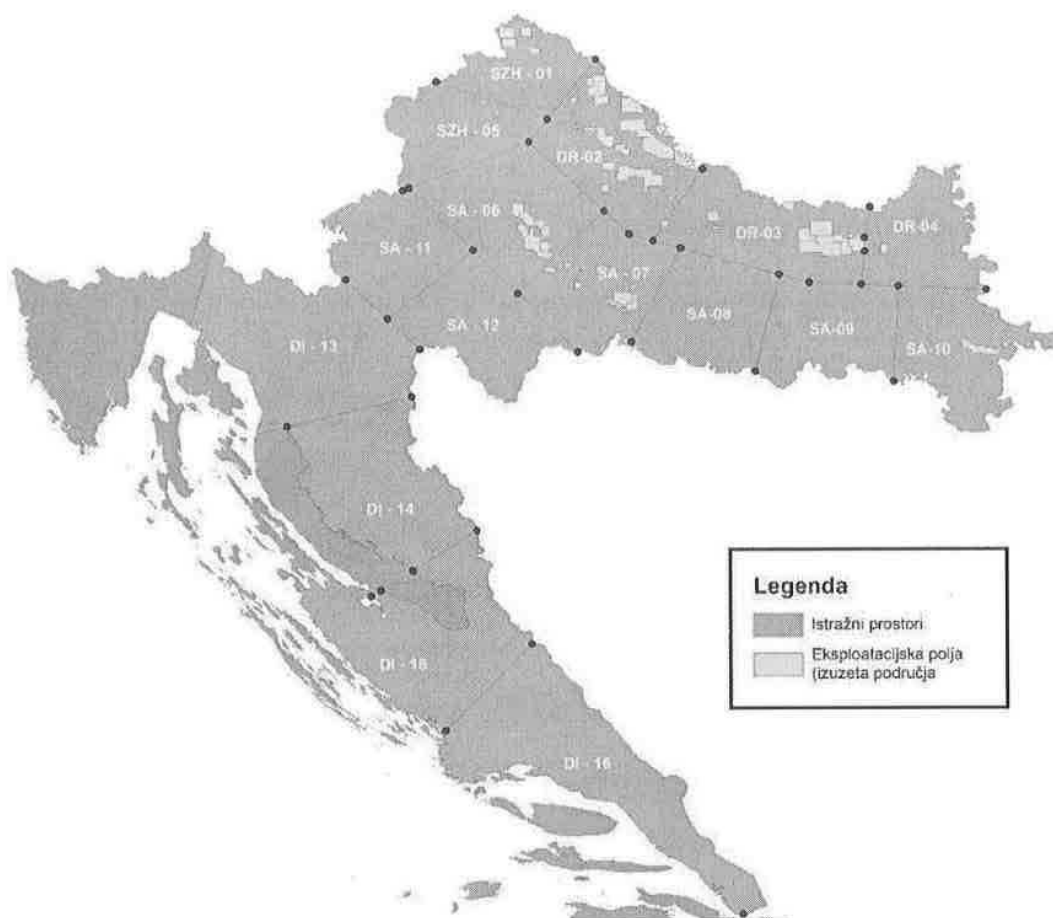 SZH - 01
SZH - 05
DR-02
SA - 06
DR-03
DR-04
SA - 11
SA - 07
SA - 12
SA-08
SA-09
SA-10
DI - 13
DI - 14
DI - 18
DI - 16
Legenda
Istražni prostori
Eksploatacijska polja
(izuzeta područja